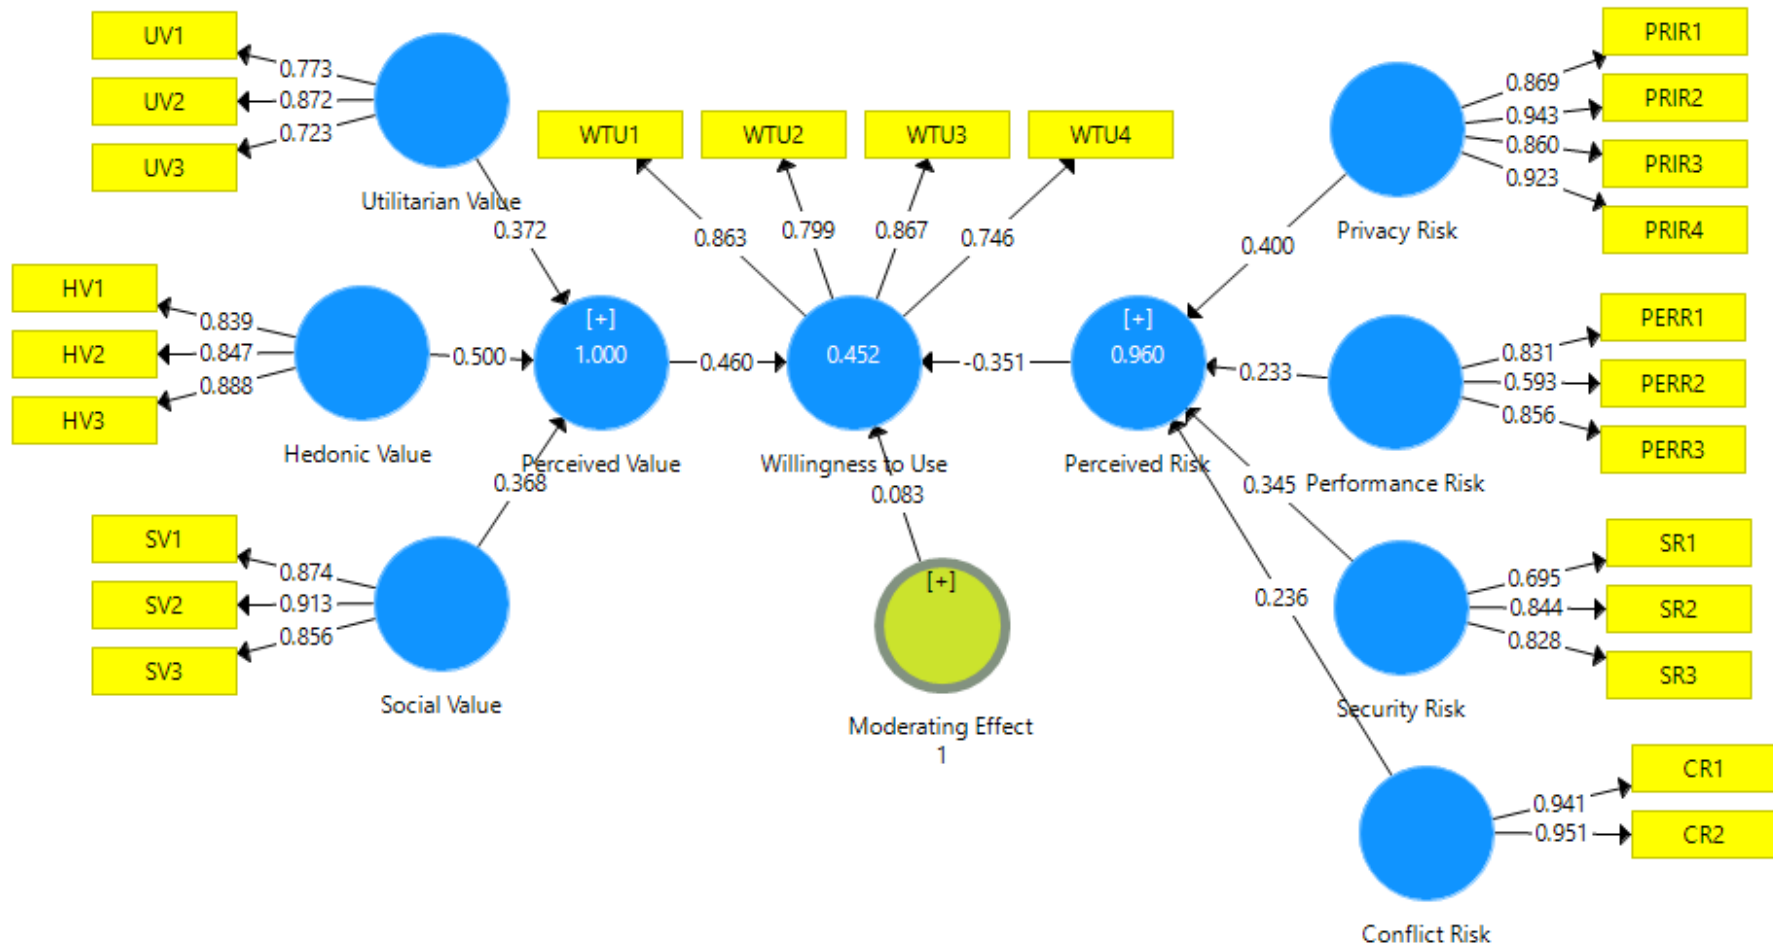 UV1
UV2
UV3
0.773
0.872
0.723
Utilitarian Value
0.372
HV1
HV2
HV3
0.839
0.847
0.888
Hedonic Value
0.500
SV1
SV2
SV3
0.874
0.913
0.856
Social Value
0.368
[+]
1.000
Perceived Value
0.460
WTU1
WTU2
WTU3
WTU4
0.863
0.799
0.867
0.746
0.452
Willingness to Use
0.083
[+]
Moderating Effect
1
-0.351
[+]
0.960
Perceived Risk
PRIR1
PRIR2
PRIR3
PRIR4
0.869
0.943
0.860
0.923
Privacy Risk
0.400
PERR1
PERR2
PERR3
0.831
0.593
0.856
Performance Risk
0.233
SR1
SR2
SR3
0.695
0.844
0.828
Security Risk
0.345
CR1
CR2
0.941
0.951
Conflict Risk
0.236